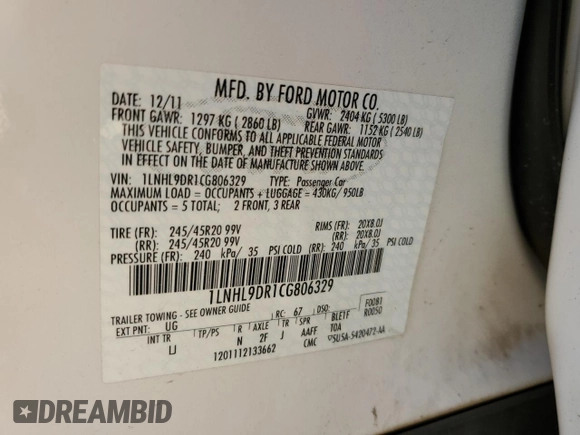 MFD. BY FORD MOTOR CO.
DATE: 12/11 GVWR: 2404 KG (5300 LB)
FRONT GAWR: 1297 KG (2860 LB) REAR GAWR: 1152 KG (2540 LB)
THIS VEHICLE CONFORMS TO ALL APPLICABLE FEDERAL MOTOR
VEHICLE SAFETY, BUMPER, AND THEFT PREVENTION STANDARDS
IN EFFECT ON THE DATE OF MANUFACTURE SHOWN ABOVE.
VIN: 1LNHL9DR1CG806329 TYPE: Passenger Car
MAXIMUM LOAD = OCCUPANTS + LUGGAGE = 430KG/ 950LB
OCCUPANTS = 5 TOTAL; 2 FRONT, 3 REAR
TIRE (FR): 245/45R20 99V RIMS (FR): 20X8.0J
(RR): 245/45R20 99V (RR): 20X8.0J
PRESSURE (FR): 240 kPa/ 35 PSI COLD (RR): 240 kPa/ 35 PSI COLD
1LNHL9DR1CG806329
TRAILER TOWING - SEE OWNER GUIDE RC: 67 DSO: F0083
EXT PNT: UG R0050
INT TR TP/PS R AXLE TR SPR BLETF
LJ N 2F J AAFF 10A
CMC
1201112133662 5U5A-5420472-AA
DREAMBID